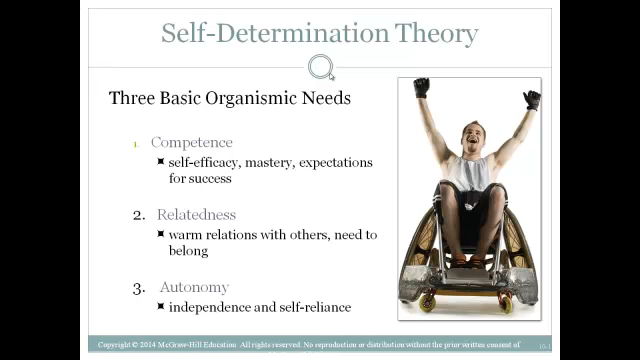 Self-Determination Theory
Three Basic Organismic Needs
1. Competence
self-efficacy, mastery, expectations
for success
2. Relatedness
warm relations with others, need to
belong
3. Autonomy
independence and self-reliance
Copyright © 2014 McGraw-Hill Education All rights reserved. No reproduction or distribution without the prior written consent of